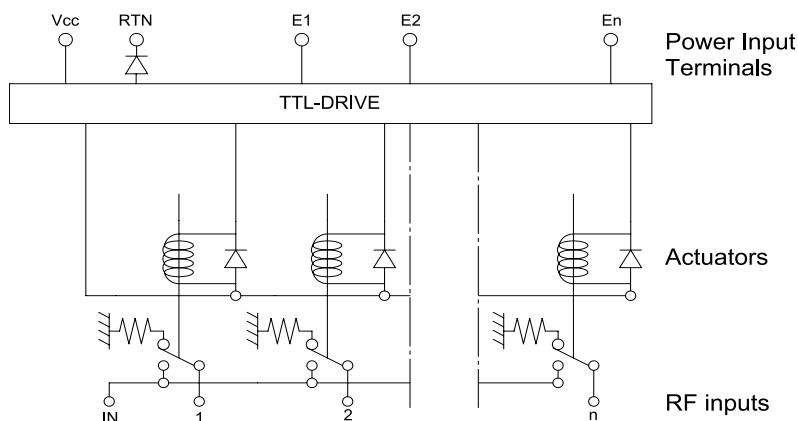 Vcc RTN E1 E2 En
Power Input
Terminals
TTL-DRIVE
Actuators
IN 1 2 n
RF inputs